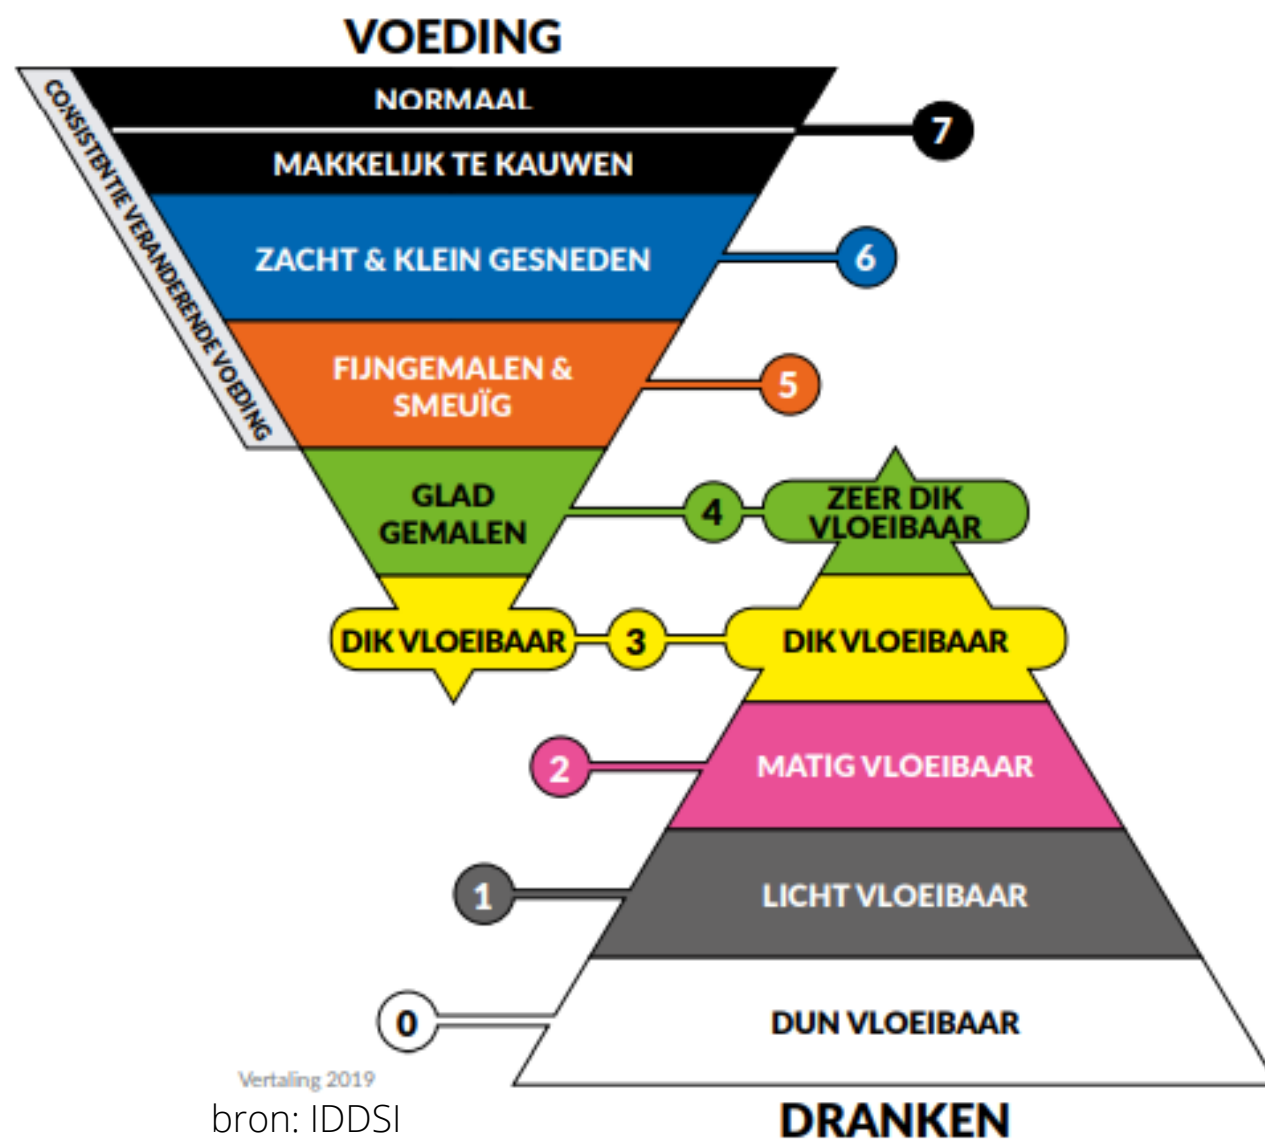 VOEDING
NORMAAL
7
MAKKELIJK TE KAUWEN
CONSISTENTIE VERANDERENDE VOEDING
ZACHT & KLEIN GESNEDEN
6
FIJNGEMALEN &
SMEUÏG
5
GLAD
GEMALEN
4
ZEER DIK
VLOEIBAAR
DIK VLOEIBAAR
3
DIK VLOEIBAAR
2
MATIG VLOEIBAAR
1
LICHT VLOEIBAAR
0
DUN VLOEIBAAR
Vertaling 2019
bron: IDDSI
DRANKEN